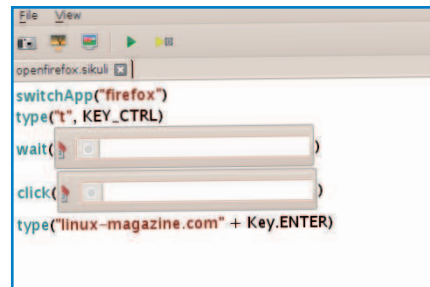 File View
openfirefox.sikuli
switchApp("firefox")
type("t", KEY_CTRL)
wait( )
click( )
type("linux-magazine.com" + Key.ENTER)